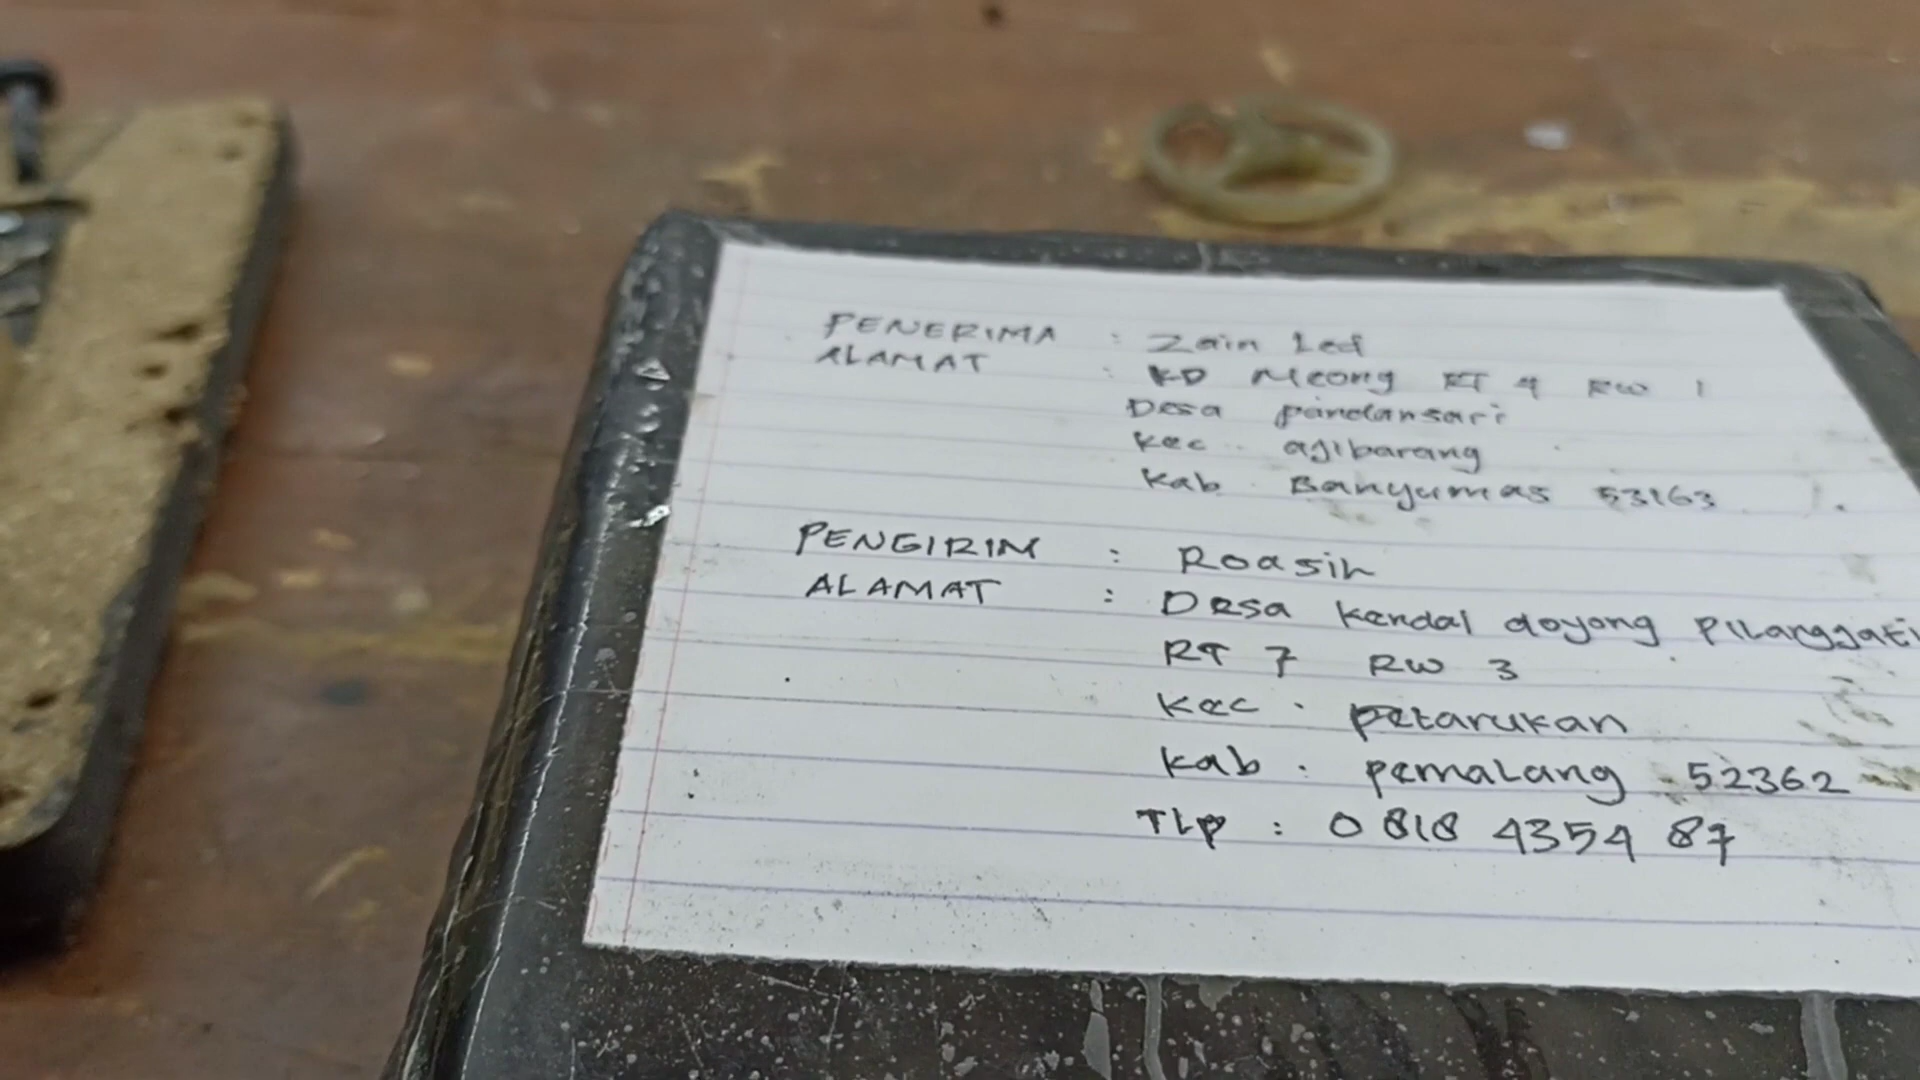 PENERIMA : Zain Led
ALAMAT : KD Meong RT 4 RW 1
Desa pandansari
Kec . ajibarang
Kab . Banyumas 53163
PENGIRIM : Roasih
ALAMAT : Desa kendal doyong
RT 7 RW 3
Kec . petarukan
Kab . pemalang 52362
TLP : 0818 4354 87